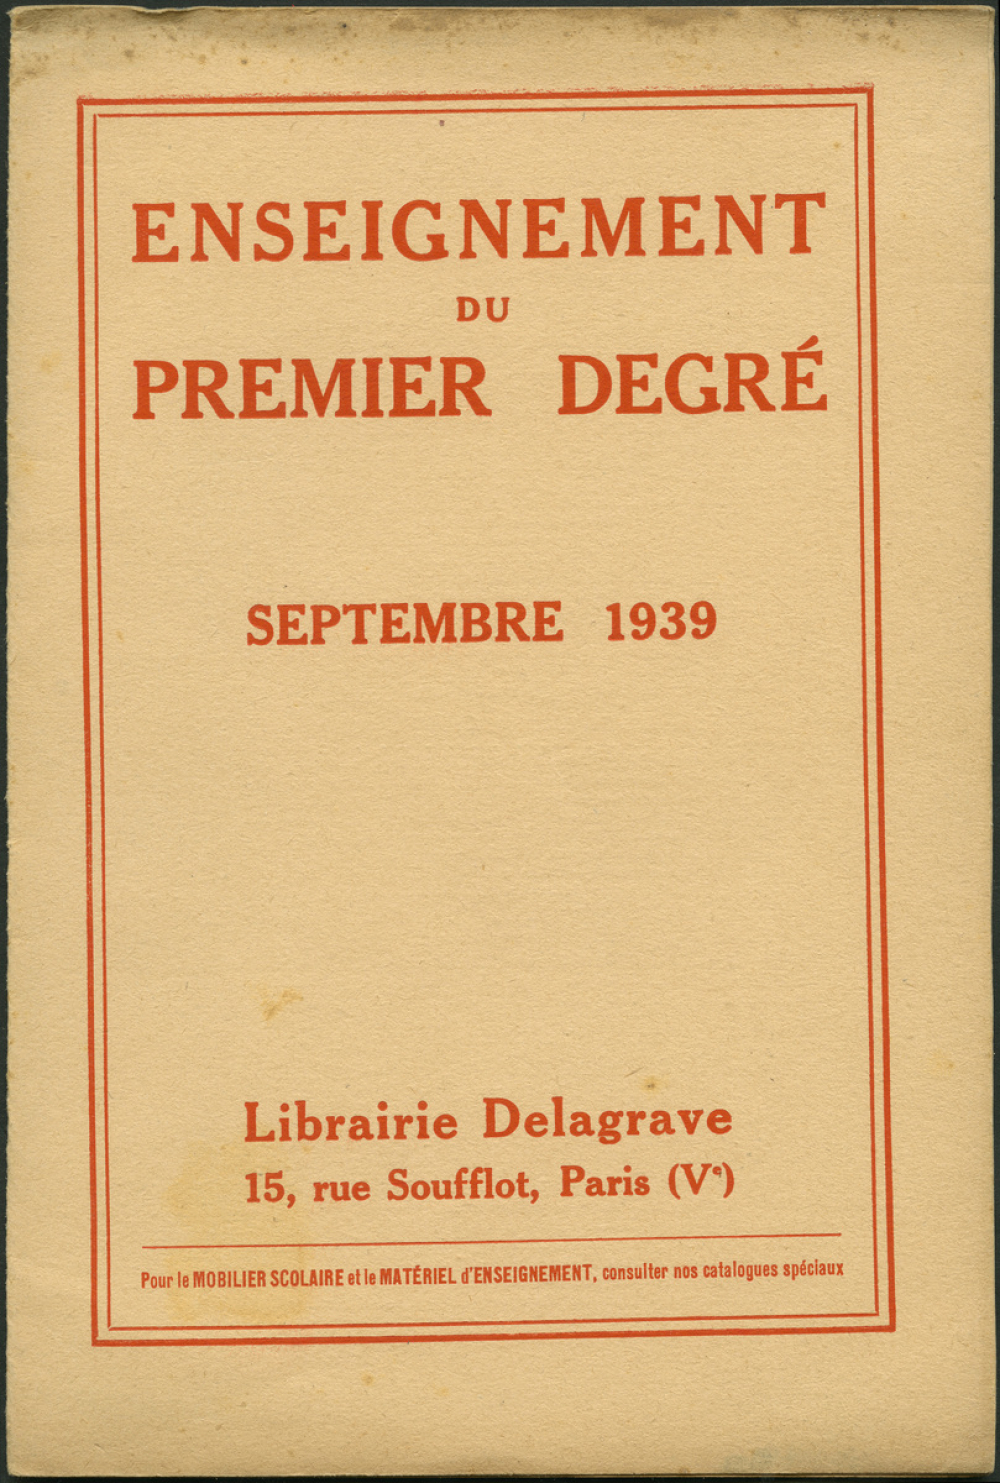 ENSEIGNEMENT
DU
PREMIER DEGRÉ
SEPTEMBRE 1939
Librairie Delagrave
15, rue Soufflot, Paris (Vᵉ)
Pour le MOBILIER SCOLAIRE et le MATÉRIEL d'ENSEIGNEMENT, consulter nos catalogues spéciaux